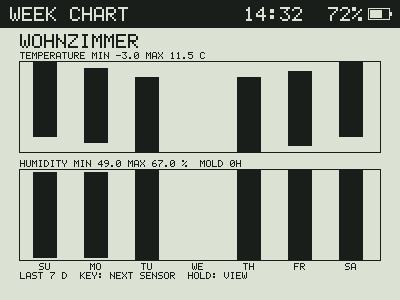 WEEK CHART 14:32 72%
WOHNZIMMER
TEMPERATURE MIN -3.0 MAX 11.5 C
HUMIDITY MIN 49.0 MAX 67.0 % MOLD 0H
SU MO TU WE TH FR SA
LAST 7 D KEY: NEXT SENSOR HOLD: VIEW